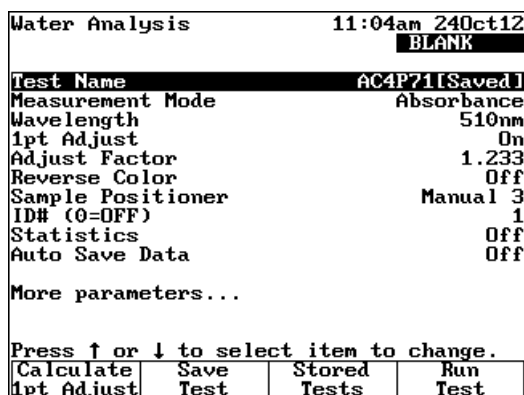 Water Analysis 11:04am 24Oct12
BLANK
Test Name AC4P71[Saved]
Measurement Mode Absorbance
Wavelength 510nm
1pt Adjust On
Adjust Factor 1.233
Reverse Color Off
Sample Positioner Manual 3
ID# (0=OFF) 1
Statistics Off
Auto Save Data Off
More parameters...
Press ↑ or ↓ to select item to change.
Calculate Save Stored Run
1pt Adjust Test Tests Test